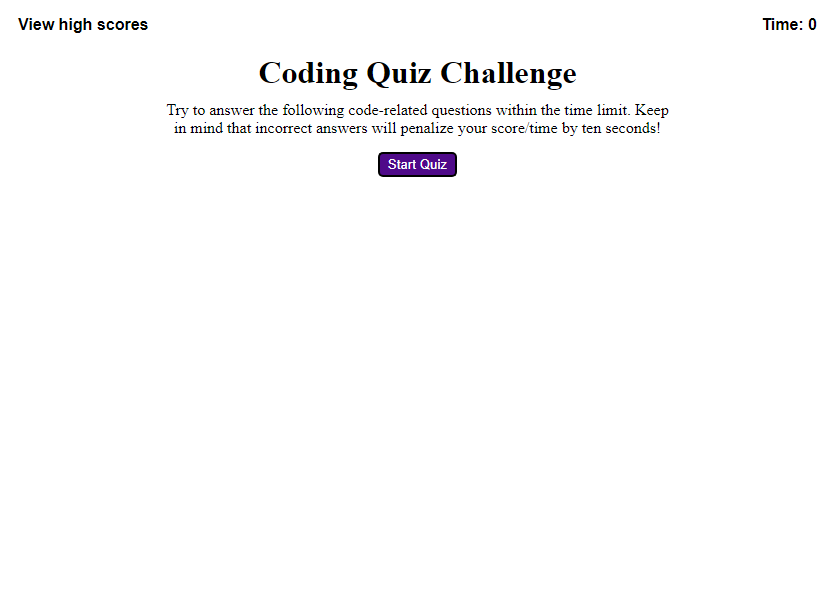 View high scores
Time: 0
Coding Quiz Challenge
Try to answer the following code-related questions within the time limit. Keep
in mind that incorrect answers will penalize your score/time by ten seconds!
Start Quiz